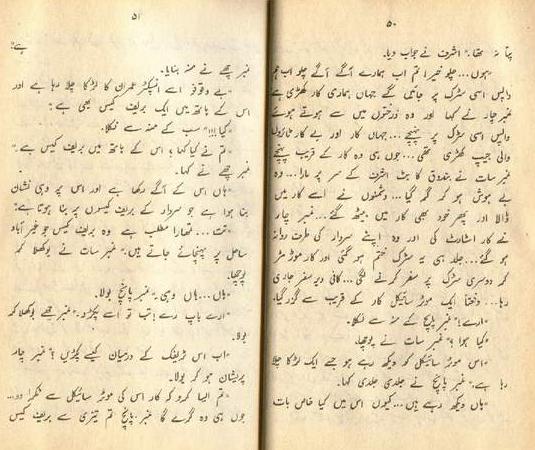 ۵۰
پتا نہ تھا۔" اشرف نے جواب دیا۔
"ہوں... چلو خیر! تم اب ہمارے آگے آگے چلو اب ہم
واپس اسی سڑک پر جائیں گے جہاں ہماری کار کھڑی ہے
نمبر چار نے کہا اور وہ درختوں میں سے ہوتے ہوئے
واپس اسی سڑک پر پہنچے... جہاں کار اور بے کار ٹائروں
والی جیپ کھڑی تھی... جوں ہی وہ کار کے قریب پہنچے
نمبر سات نے بندوق کا بٹ اشرف کے سر پر مارا... وہ
بے ہوش ہو کر گر گیا... دشمنوں نے اسے کار میں
ڈالا اور پھر خود بھی کار میں بیٹھ گئے... نمبر چار
نے کار اسٹارٹ کی اور وہ اپنے سردار کی طرف روانہ
ہو گئے... جلد ہی یہ سڑک ختم ہو گئی اور کار موڑ مڑ
کر دوسری سڑک پر سفر کرنے لگی... کافی دیر سفر جاری
رہا... دفعتاً ایک موٹر سائیکل کار کے قریب سے گزر گیا۔
"ارے!" نمبر پانچ کے منہ سے نکلا۔
"کیا ہوا؟" نمبر سات نے پوچھا۔
"اس موٹر سائیکل کو دیکھ رہے ہو جسے ایک لڑکا چلا
رہا ہے۔" نمبر پانچ نے جلدی جلدی کہا۔
"ہاں دیکھ رہے ہیں... کیوں اس میں کیا خاص بات
۵۱
ہے؟"
نمبر چھے نے منہ بنایا۔
"بے وقوفو اسے انسپکٹر عمران کا لڑکا چلا رہا ہے اور
اس کے ہاتھ میں ایک بریف کیس بھی ہے۔"
"کیا!!!" سب کے منہ سے نکلا۔
"تم نے کیا کہا؟ اس کے ہاتھ میں بریف کیس ہے۔"
نمبر چھے نے کہا۔
"ہاں اس کے آگے رکھا ہے اور اس پر وہی نشان
بنا ہوا ہے جو سردار کے بریف کیسوں پر بنا ہوتا ہے۔"
"تت... تمہارا مطلب ہے وہ بریف کیس جو خیر آباد
ساحل پر پہنچائے جاتے ہیں۔" نمبر سات نے بوکھلا کر
پوچھا۔
"ہاں... ہاں وہی۔" نمبر پانچ بولا۔
"ارے باپ رے! تب تو اسے پکڑو۔" نمبر چھے بوکھلا کر
بولا۔
"اب اس ٹریفک کے درمیان کیسے پکڑیں؟" نمبر چار
پریشان ہو کر بولا۔
"تم ایسا کرو کہ کار اس کی موٹر سائیکل سے ٹکرا دو...
جوں ہی وہ گرے گا نمبر پانچ تم تیزی سے بریف کیس